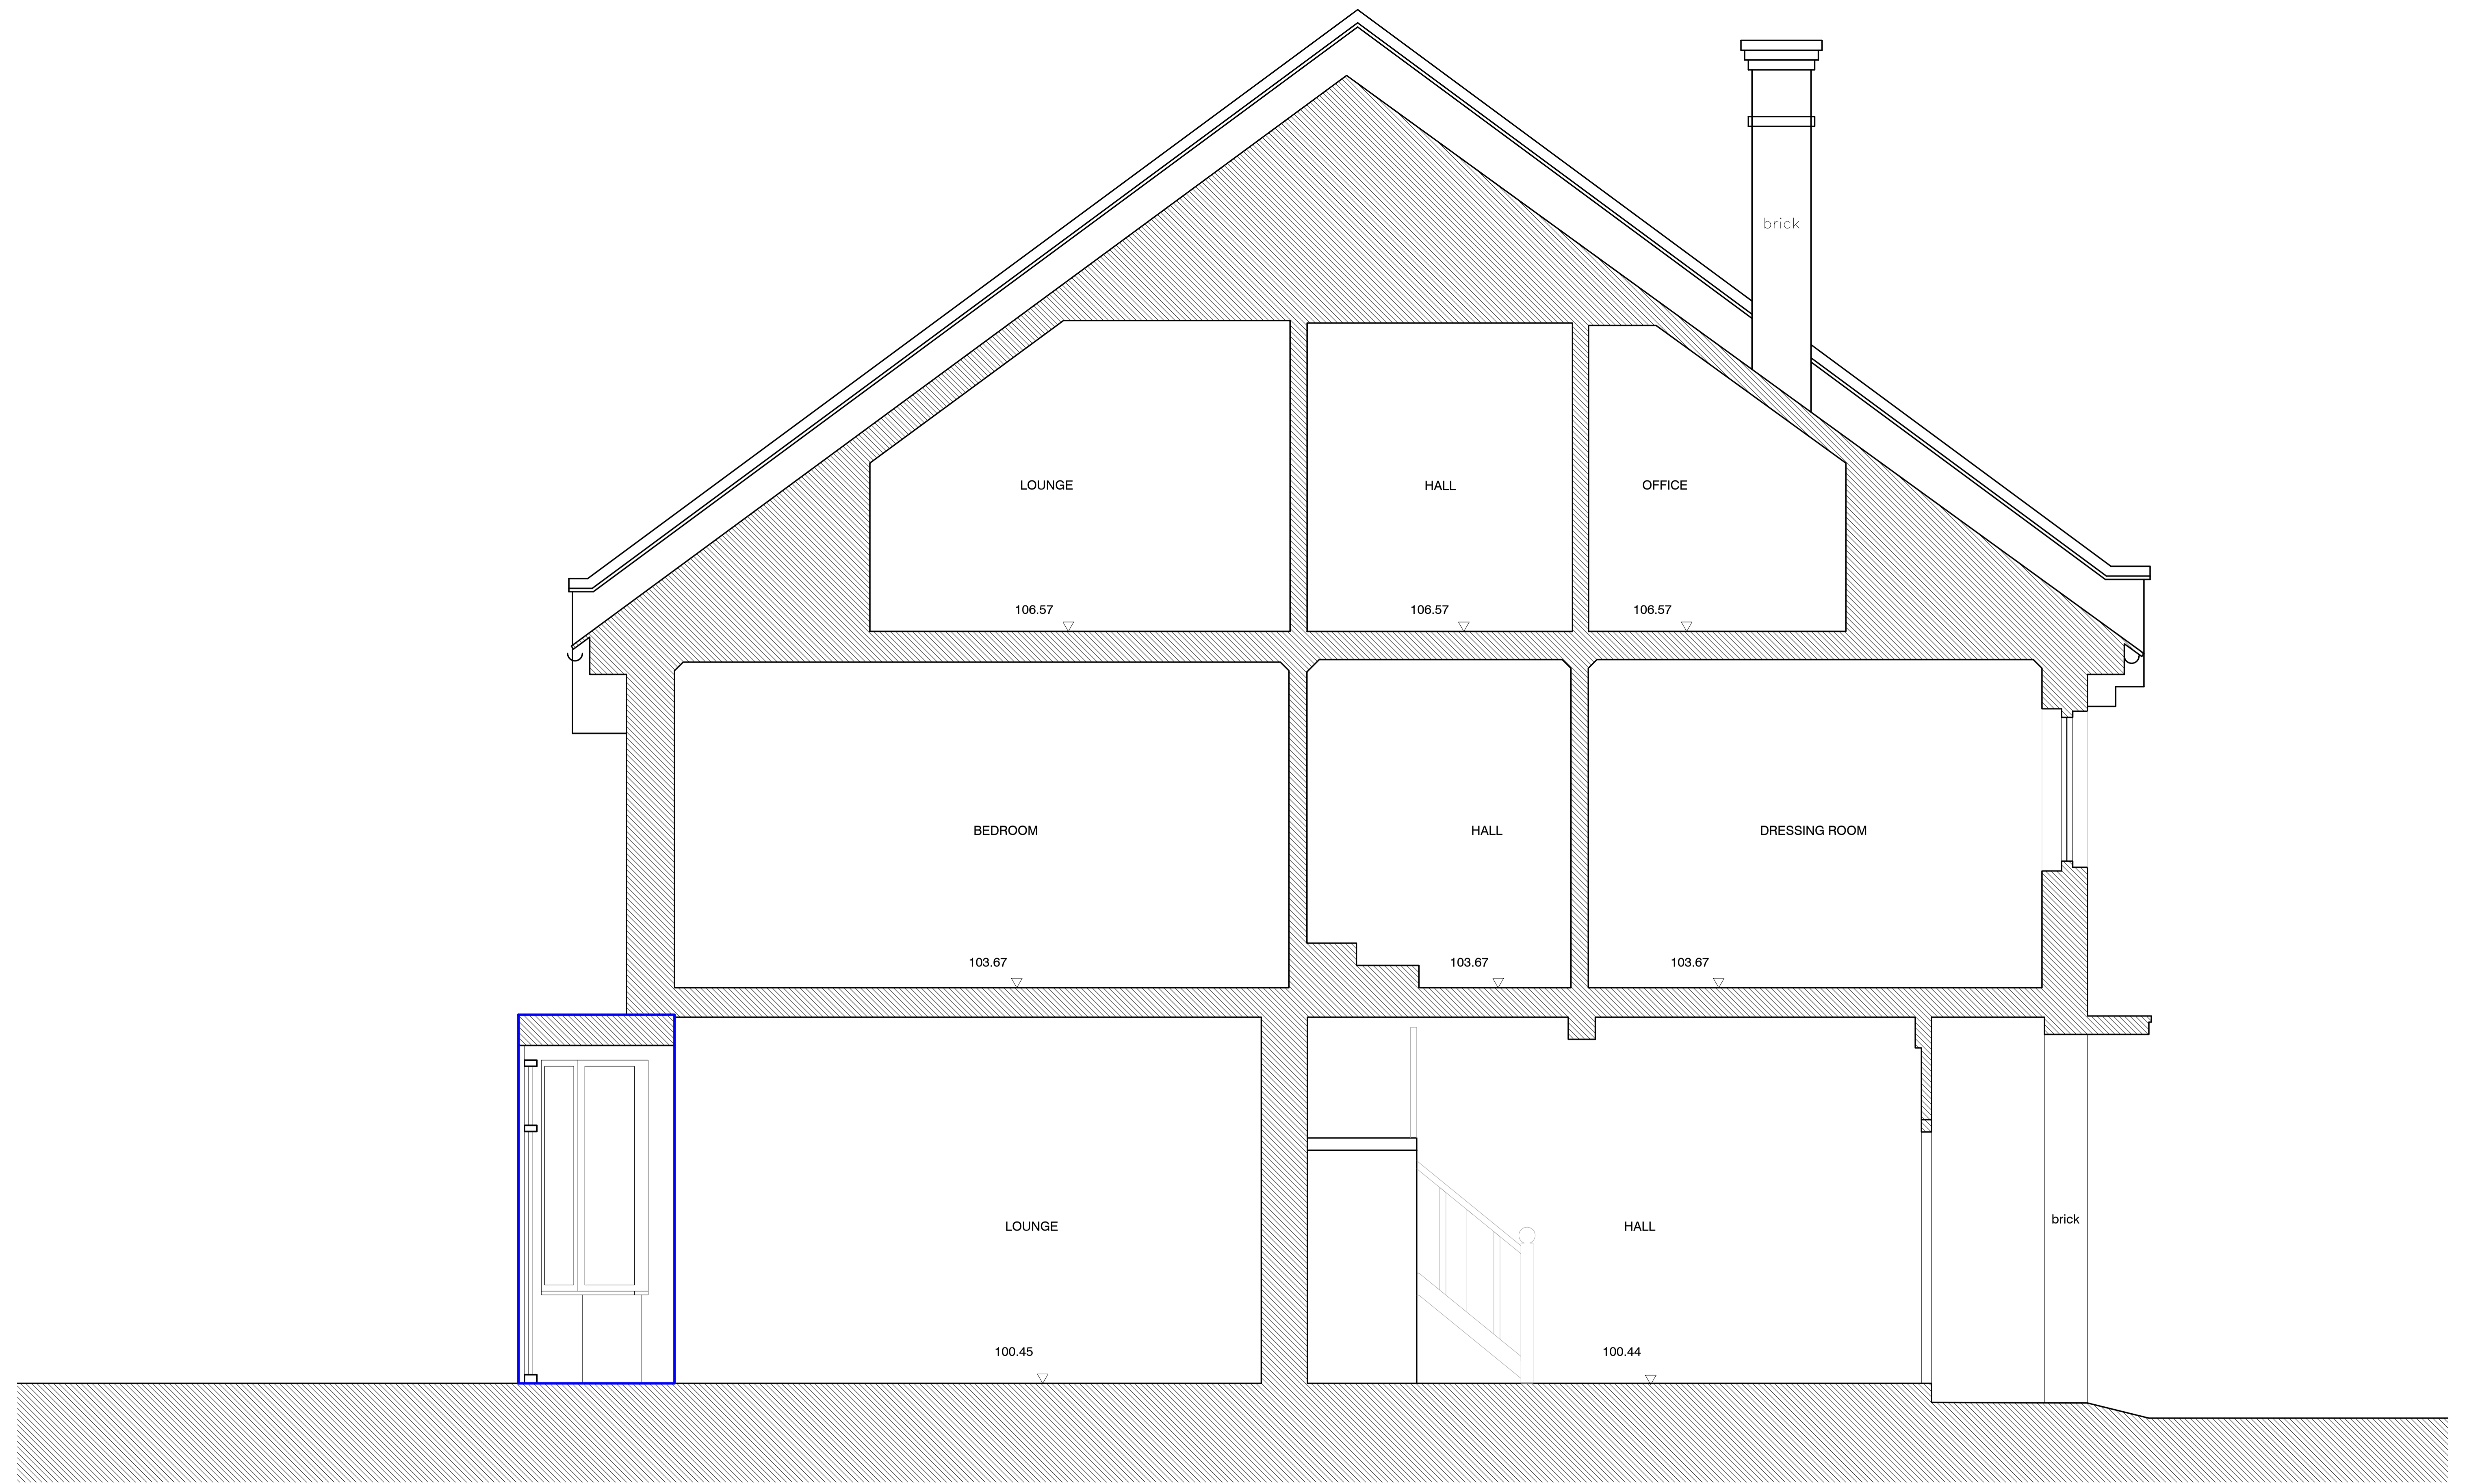 brick
LOUNGE
HALL
OFFICE
106.57
106.57
106.57
BEDROOM
HALL
DRESSING ROOM
103.67
103.67
103.67
LOUNGE
HALL
brick
100.45
100.44